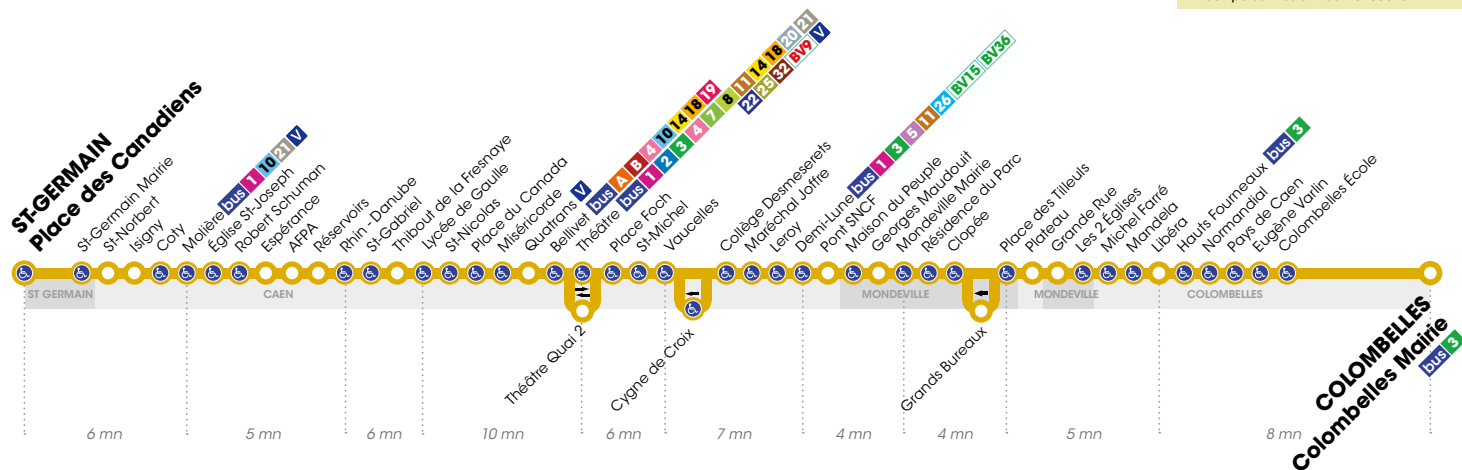 ST-GERMAIN
Place des Canadiens
St-Germain Mairie
St-Norbert
Isigny
Coty
Molière bus 1 10 21 V
Eglise St-Joseph
Robert Schuman
Espérance
AFPA
Réservoirs
Rhin -Danube
St-Gabriel
Thibout de la Fresnaye
Lycée de Gaulle
St-Nicolas
Place du Canada
Miséricorde
Quatrans V
Bellivet bus A B 4 10 14 18 19
Théâtre bus 1 2 3 4 7 8 11 14 18 20 21
22 25 32 BV9 V
Place Foch
St-Michel
Vaucelles
Collège Desmeserets
Maréchal Joffre
Leroy
Demi-Lune bus 1 3 5 11 26 BV15 BV36
Pont SNCF
Maison du Peuple
Georges Maudouit
Mondeville Mairie
Résidence du Parc
Clopée
Place des Tilleuls
Plateau
Grande Rue
Les 2 Églises
Michel Farré
Mandela
Libéra
Hauts Fourneaux bus 3
Normandial
Pays de Caen
Eugène Varlin
Colombelles École
ST GERMAIN
CAEN
MONDEVILLE
MONDEVILLE
COLOMBELLES
Théâtre Quai 2
Cygne de Croix
Grands Bureaux
COLOMBELLES
Colombelles Mairie
bus 3
6 mn
5 mn
6 mn
10 mn
6 mn
7 mn
4 mn
4 mn
5 mn
8 mn